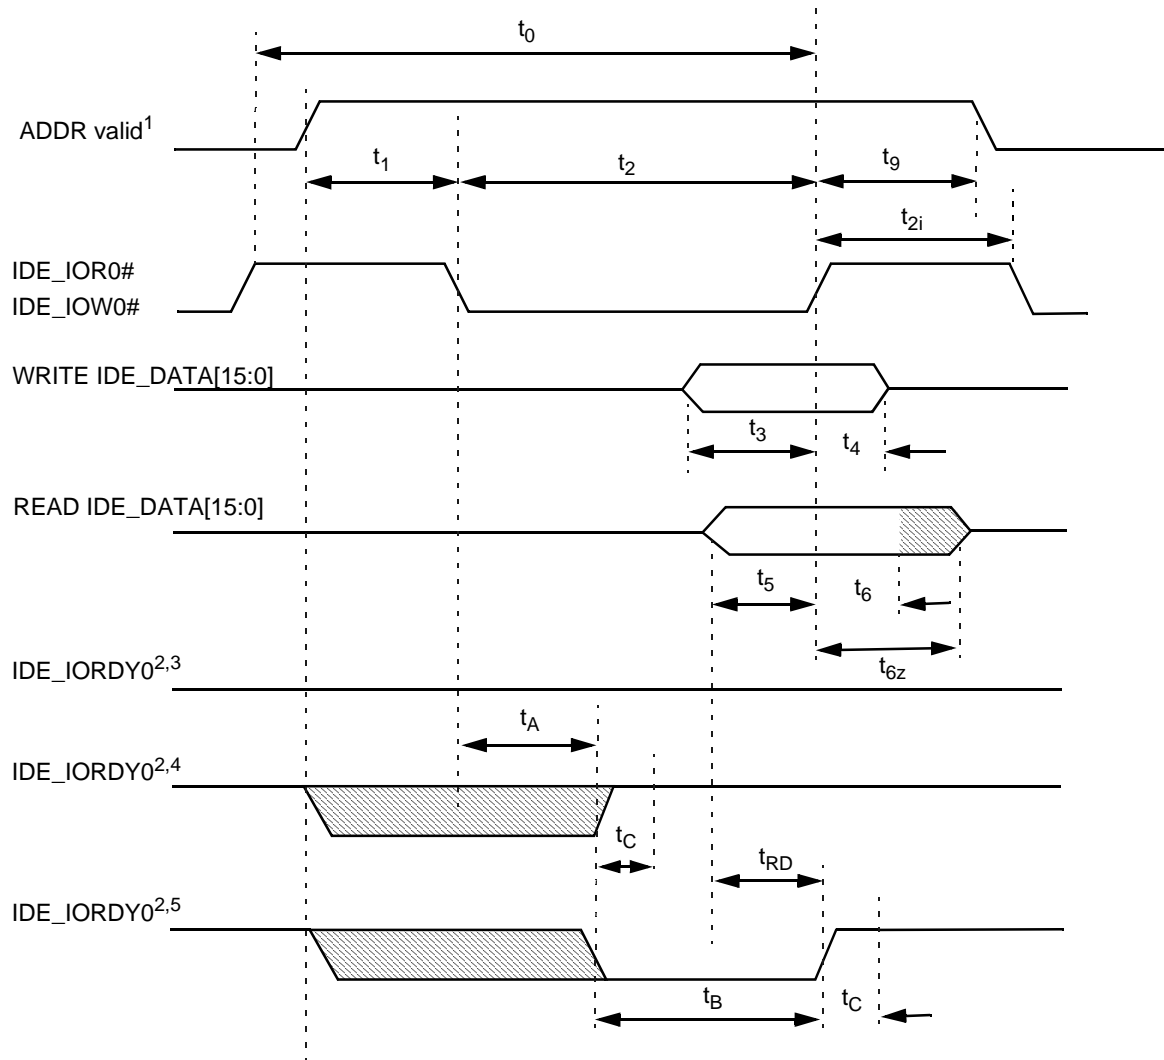 t0
ADDR valid1
t1
t2
t9
t2i
IDE_IOR0#
IDE_IOW0#
WRITE IDE_DATA[15:0]
t3
t4
READ IDE_DATA[15:0]
t5
t6
t6z
IDE_IORDY02,3
tA
IDE_IORDY02,4
tC
tRD
IDE_IORDY02,5
tB
tC